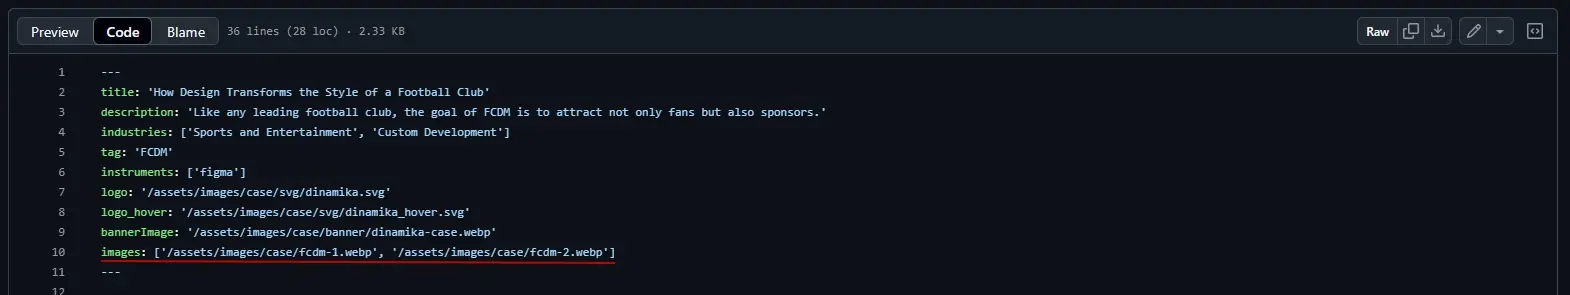 Preview Code Blame 36 lines (28 loc) · 2.33 KB Raw
1 ---
2 title: 'How Design Transforms the Style of a Football Club'
3 description: 'Like any leading football club, the goal of FCDM is to attract not only fans but also sponsors.'
4 industries: ['Sports and Entertainment', 'Custom Development']
5 tag: 'FCDM'
6 instruments: ['figma']
7 logo: '/assets/images/case/svg/dinamika.svg'
8 logo_hover: '/assets/images/case/svg/dinamika_hover.svg'
9 bannerImage: '/assets/images/case/banner/dinamika-case.webp'
10 images: ['/assets/images/case/fcdm-1.webp', '/assets/images/case/fcdm-2.webp']
11 ---
12